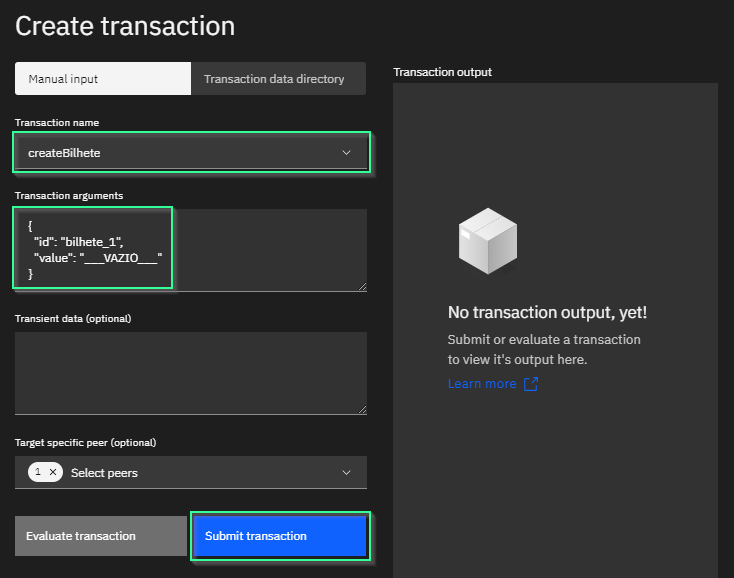 Create transaction
Manual input
Transaction data directory
Transaction name
createBilhete
Transaction arguments
{
"id": "bilhete_1",
"value": "___VAZIO___"
}
Transient data (optional)
Target specific peer (optional)
1 × Select peers
Evaluate transaction
Submit transaction
Transaction output
No transaction output, yet!
Submit or evaluate a transaction
to view it's output here.
Learn more